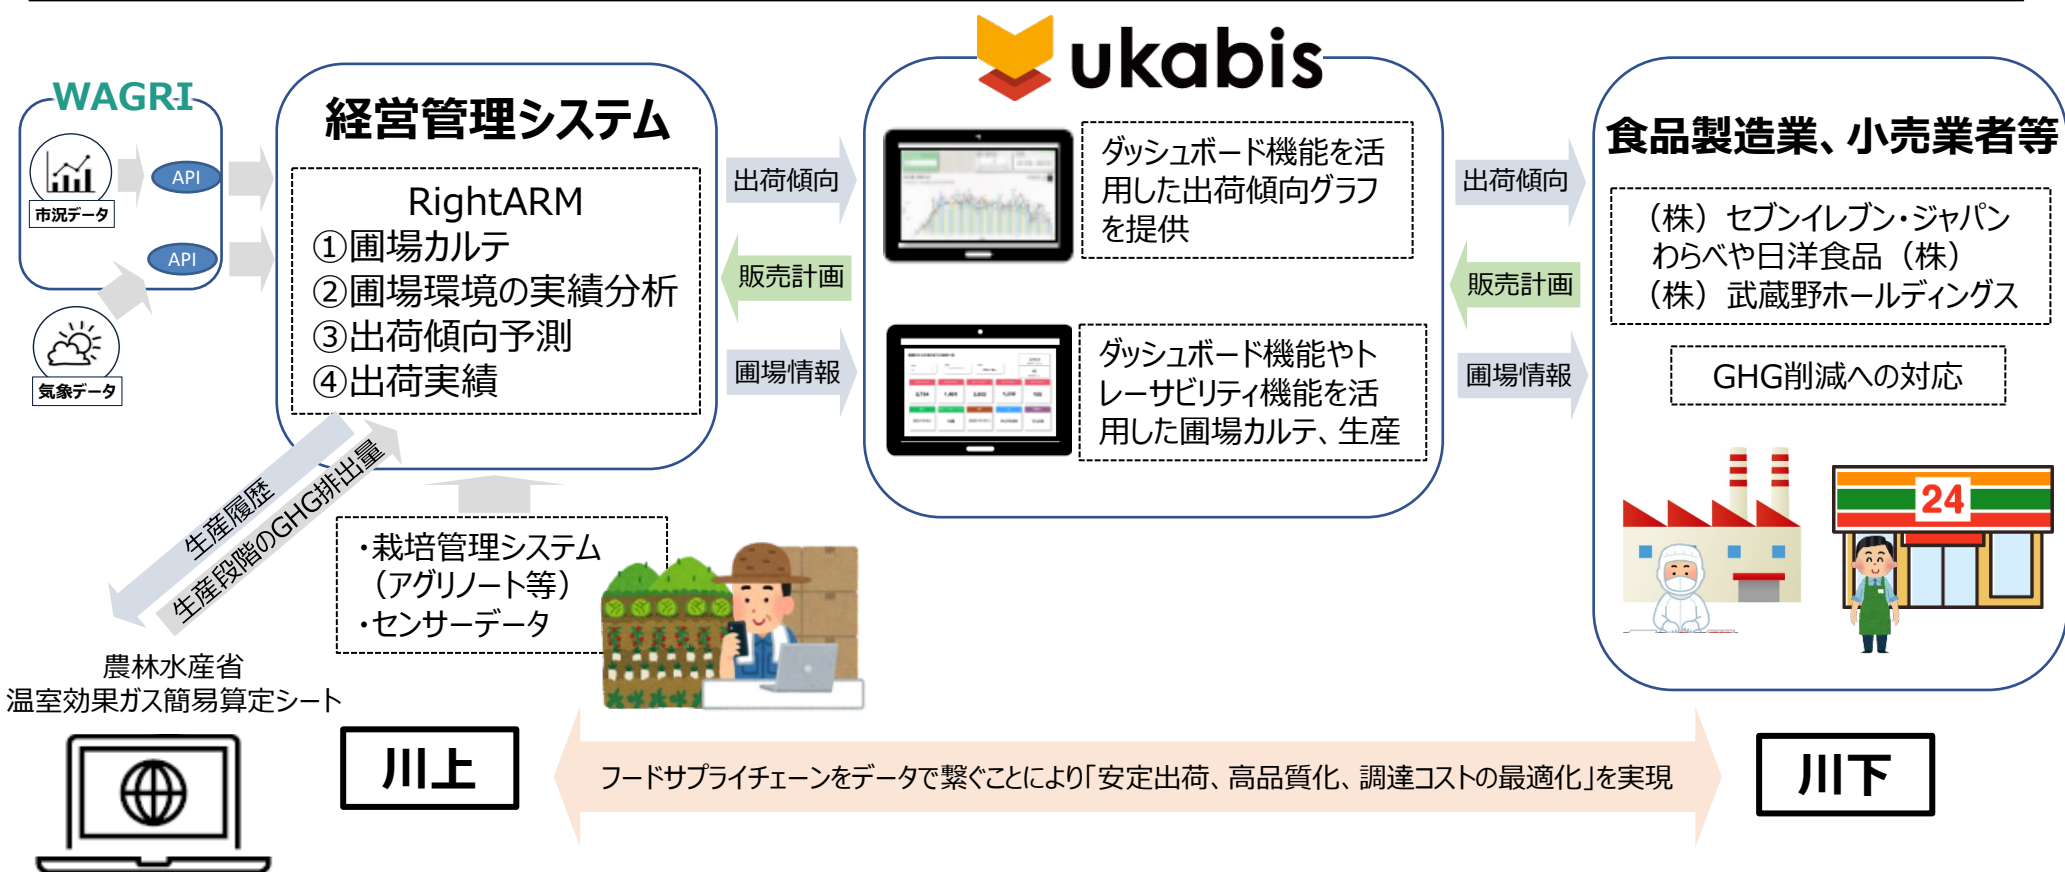 ukabis
WAGRI
API
市況データ
API
気象データ
経営管理システム
RightARM
①圃場カルテ
②圃場環境の実績分析
③出荷傾向予測
④出荷実績
出荷傾向
販売計画
圃場情報
ダッシュボード機能を活
用した出荷傾向グラフ
を提供
ダッシュボード機能やト
レーサビリティ機能を活
用した圃場カルテ、生産
出荷傾向
販売計画
圃場情報
食品製造業、小売業者等
（株）セブンイレブン・ジャパン
わらべや日洋食品（株）
（株）武蔵野ホールディングス
GHG削減への対応
24
生産履歴
生産段階のGHG排出量
・栽培管理システム
（アグリノート等）
・センサーデータ
農林水産省
温室効果ガス簡易算定シート
川上
フードサプライチェーンをデータで繋ぐことにより「安定出荷、高品質化、調達コストの最適化」を実現
川下